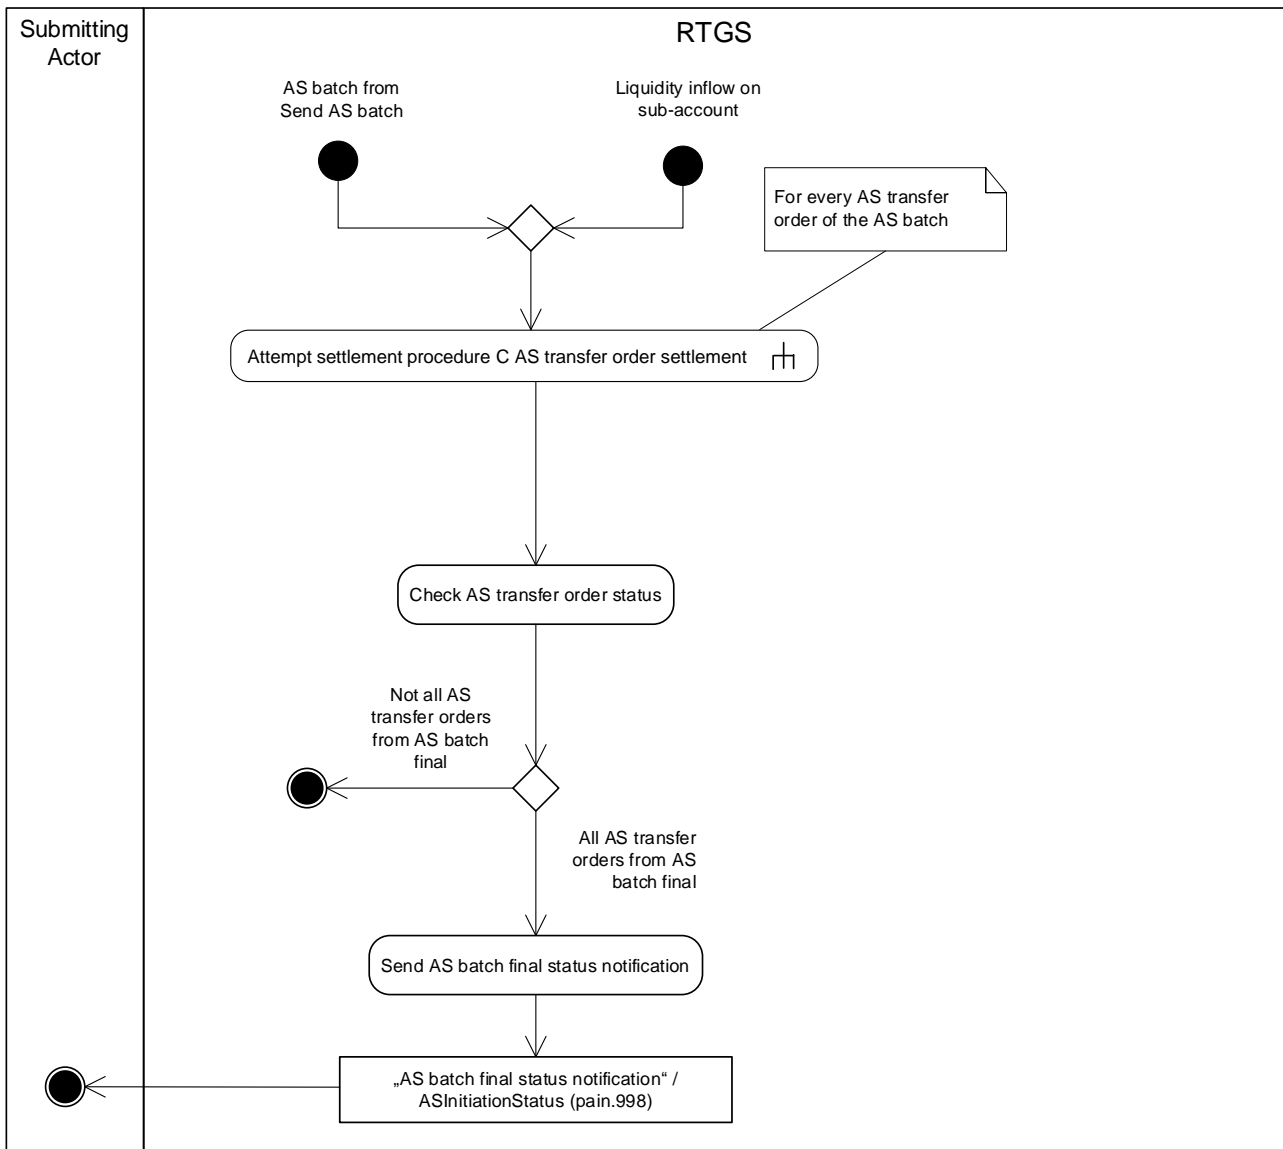 Submitting
Actor
RTGS
AS batch from
Send AS batch
Liquidity inflow on
sub-account
For every AS transfer
order of the AS batch
Attempt settlement procedure C AS transfer order settlement
Check AS transfer order status
Not all AS
transfer orders
from AS batch
final
All AS transfer
orders from AS
batch final
Send AS batch final status notification
„AS batch final status notification“ /
ASInitiationStatus (pain.998)